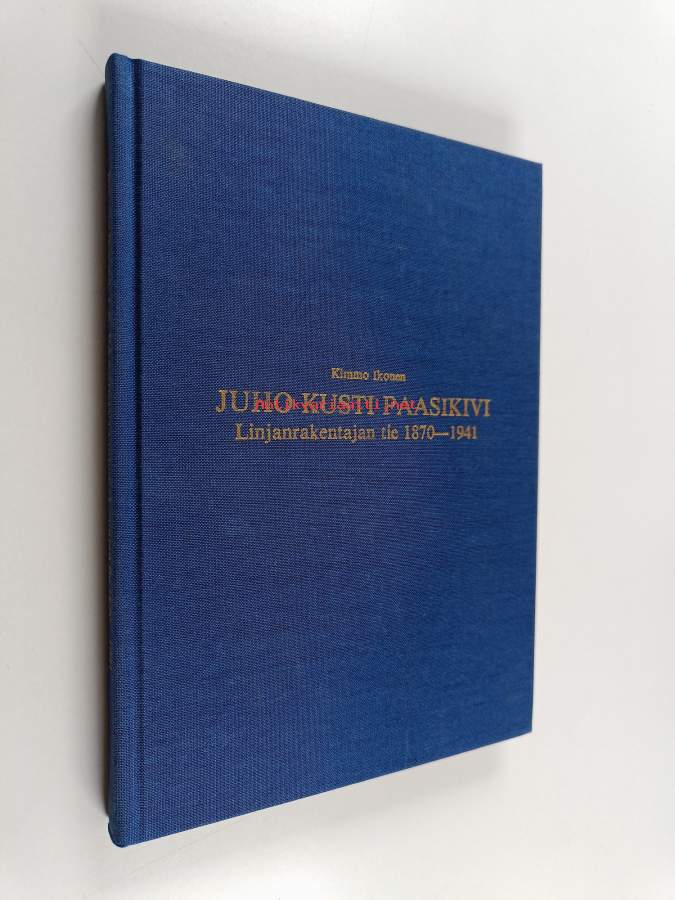 Kimmo Ikonen
JUHO KUSTI PAASIKIVI
Linjanrakentajan tie 1870—1941